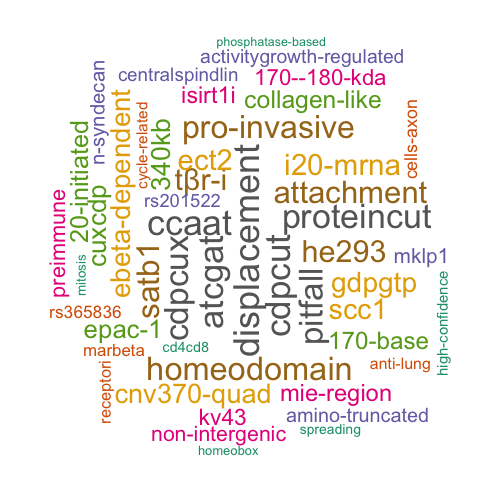 phosphatase-based
activitygrowth-regulated
centralspindlin
170--180-kda
isirt1i
collagen-like
n-syndecan
cycle-related
340kb
pro-invasive
cells-axon
ect2
i20-mrna
tβr-i
attachment
rs201522
proteincut
ccaat
displacement
20-initiated
ebeta-dependent
cuxcdp
preimmune
mitosis
satb1
cdpcux
atcgat
cdpcut
pitfall
he293
mklp1
gdpgtp
scc1
high-confidence
rs365836
epac-1
170-base
marbeta
cd4cd8
homeodomain
anti-lung
receptori
cnv370-quad
mie-region
kv43
amino-truncated
non-intergenic
spreading
homeobox